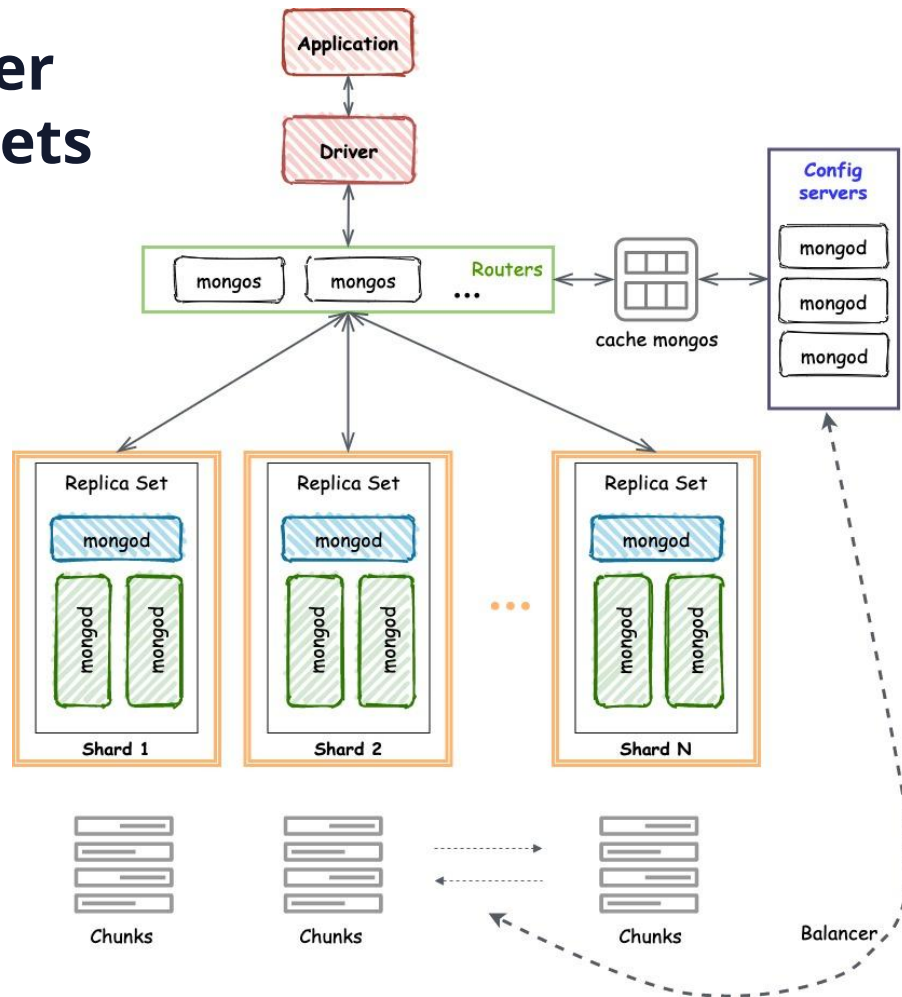 er
ets
Application
Driver
mongos
mongos
...
Routers
cache mongos
Config
servers
mongod
mongod
mongod
Replica Set
mongod
mongod
mongod
Shard 1
Replica Set
mongod
mongod
mongod
Shard 2
...
Replica Set
mongod
mongod
mongod
Shard N
Chunks
Chunks
Chunks
Balancer